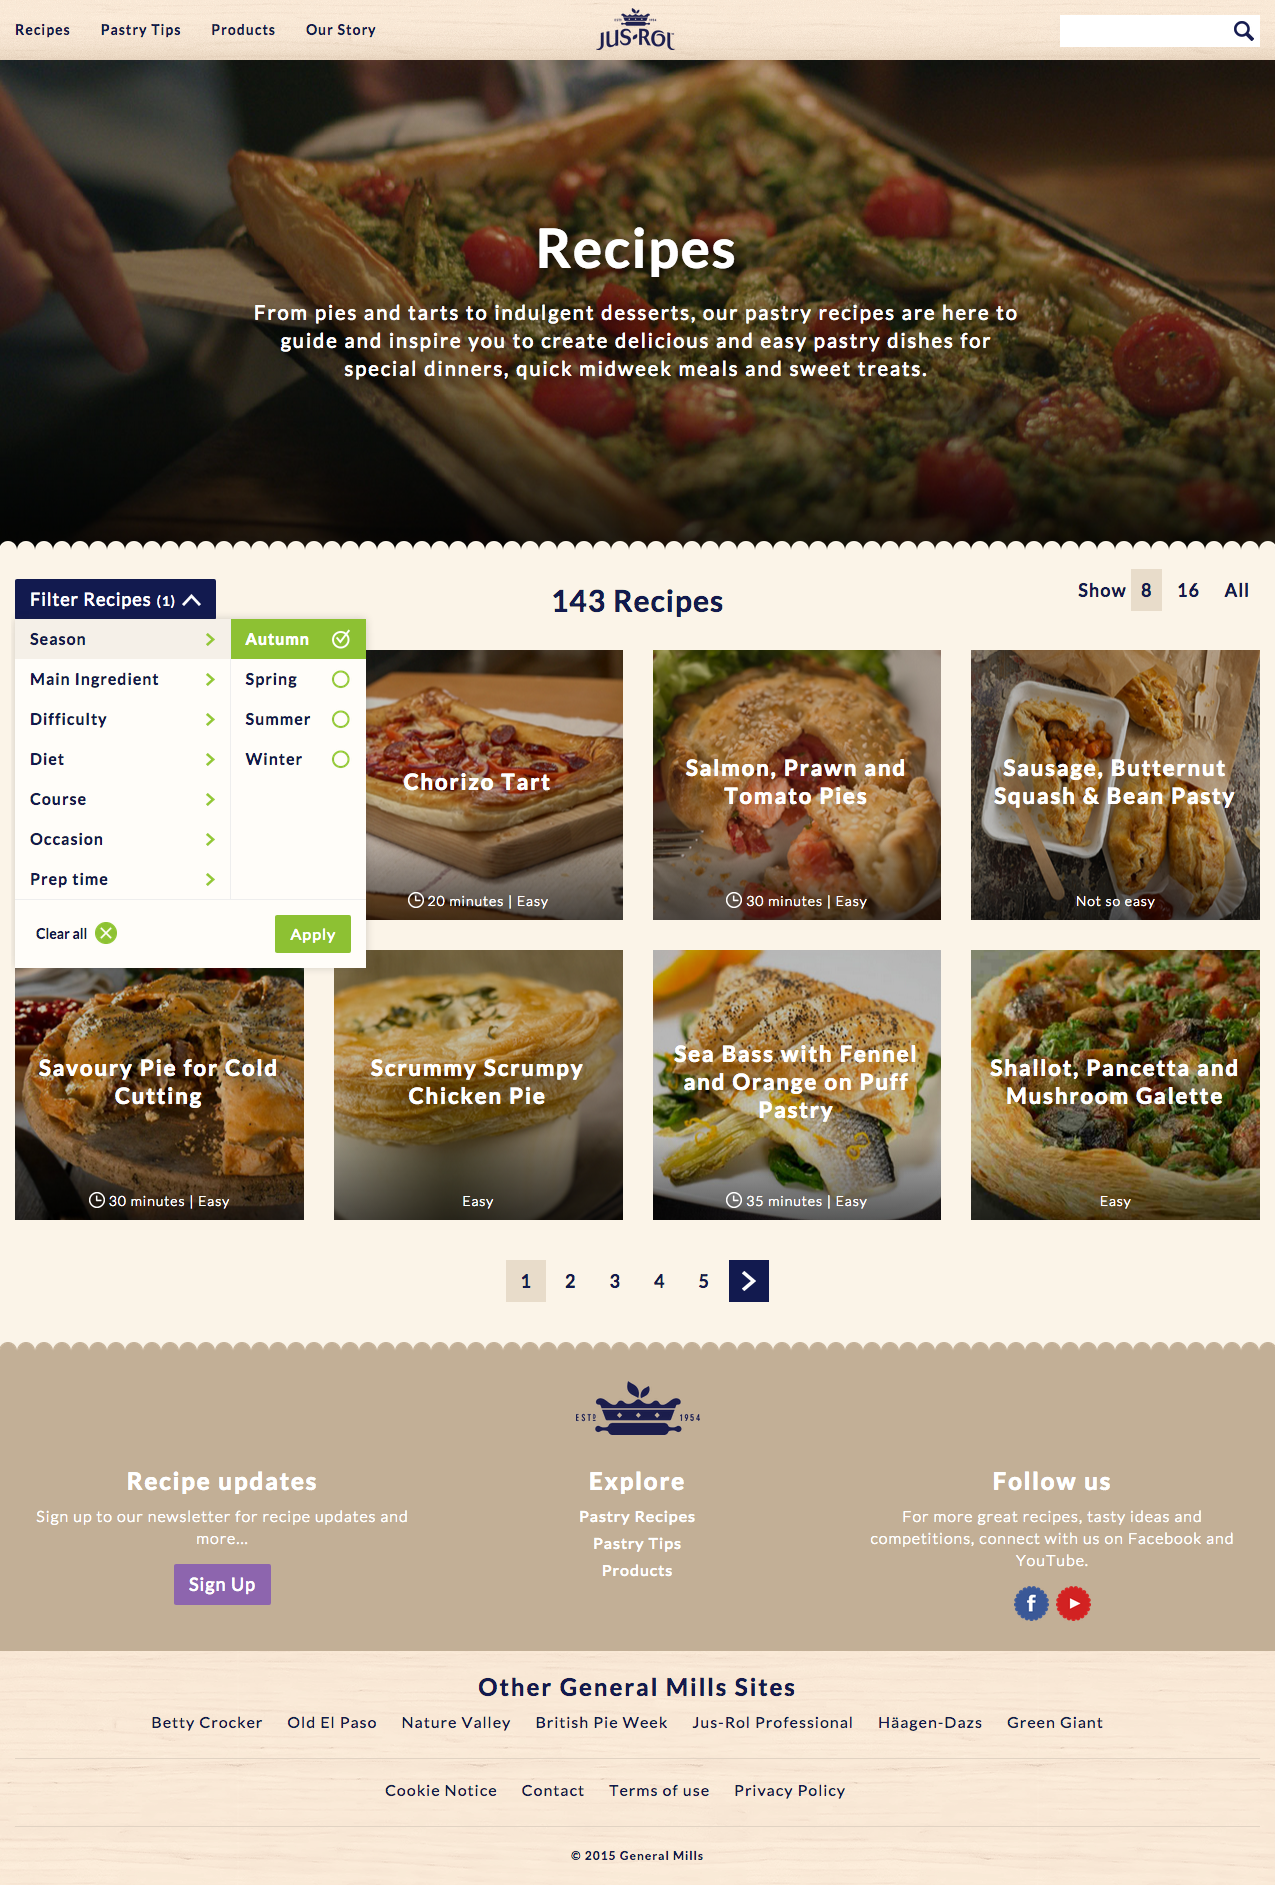 Recipes
Pastry Tips
Products
Our Story
JUS-ROL
Recipes
From pies and tarts to indulgent desserts, our pastry recipes are here to
guide and inspire you to create delicious and easy pastry dishes for
special dinners, quick midweek meals and sweet treats.
Filter Recipes (1)
143 Recipes
Show 8 16 All
Season
Main Ingredient
Difficulty
Diet
Course
Occasion
Prep time
Autumn
Spring
Summer
Winter
Clear all
Apply
Chorizo Tart
20 minutes | Easy
Salmon, Prawn and
Tomato Pies
30 minutes | Easy
Sausage, Butternut
Squash & Bean Pasty
Not so easy
Savoury Pie for Cold
Cutting
30 minutes | Easy
Scrummy Scrumpy
Chicken Pie
Easy
Sea Bass with Fennel
and Orange on Puff
Pastry
35 minutes | Easy
Shallot, Pancetta and
Mushroom Galette
Easy
1 2 3 4 5
ESTD 1954
Recipe updates
Sign up to our newsletter for recipe updates and
more...
Sign Up
Explore
Pastry Recipes
Pastry Tips
Products
Follow us
For more great recipes, tasty ideas and
competitions, connect with us on Facebook and
YouTube.
f
Other General Mills Sites
Betty Crocker Old El Paso Nature Valley British Pie Week Jus-Rol Professional Häagen-Dazs Green Giant
Cookie Notice Contact Terms of use Privacy Policy
© 2015 General Mills